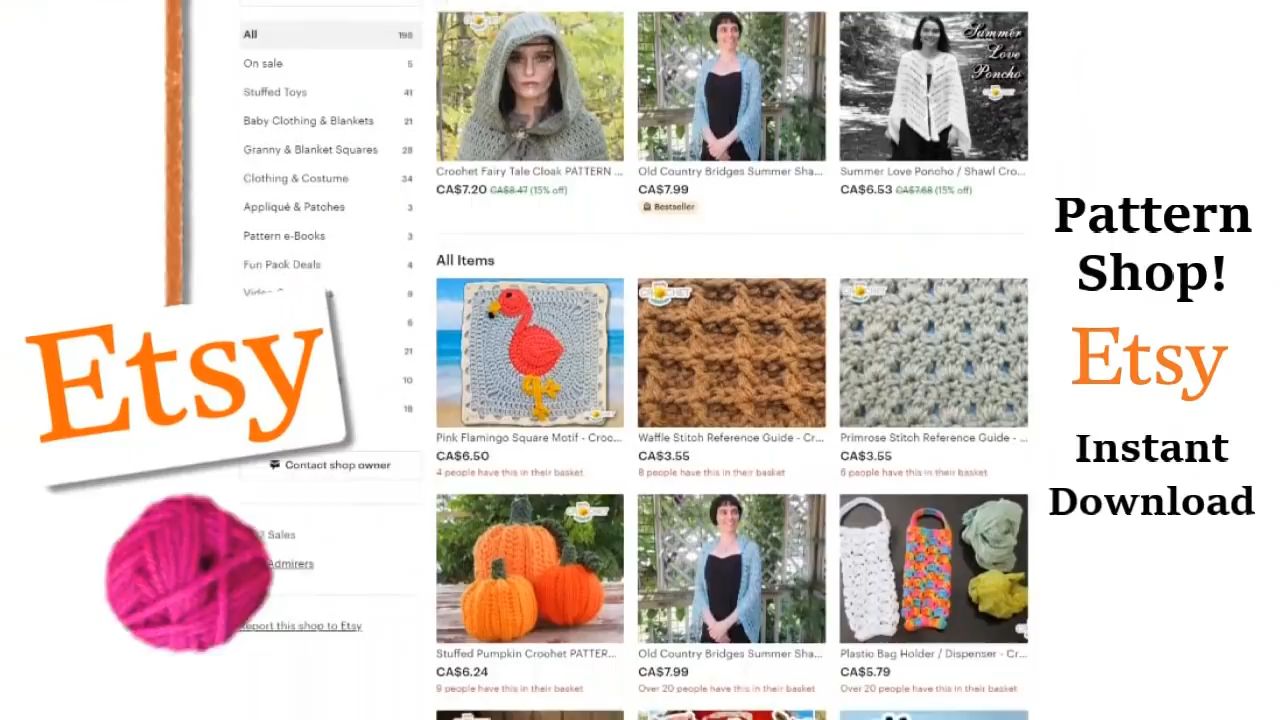 All 198
On sale 5
Stuffed Toys 41
Baby Clothing & Blankets 21
Granny & Blanket Squares 28
Clothing & Costume 34
Appliqué & Patches 3
Pattern e-Books 3
Fun Pack Deals 4
9
6
21
10
18
Contact shop owner
Sales
Admirers
eport this shop to Etsy
Etsy
Summer
Love
Poncho
Crochet Fairy Tale Cloak PATTERN ...
CA$7.20 CA$8.47 (15% off)
Old Country Bridges Summer Sha...
CA$7.99
Bestseller
Summer Love Poncho / Shawl Cro...
CA$6.53 CA$7.68 (15% off)
All Items
Pink Flamingo Square Motif - Croo...
CA$6.50
4 people have this in their basket
Waffle Stitch Reference Guide - Cr...
CA$3.55
8 people have this in their basket
Primrose Stitch Reference Guide - ...
CA$3.55
6 people have this in their basket
Stuffed Pumpkin Crochet PATTER...
CA$6.24
9 people have this in their basket
Old Country Bridges Summer Sha...
CA$7.99
Over 20 people have this in their basket
Plastic Bag Holder / Dispenser - Cr...
CA$5.79
Over 20 people have this in their basket
Pattern
Shop!
Etsy
Instant
Download